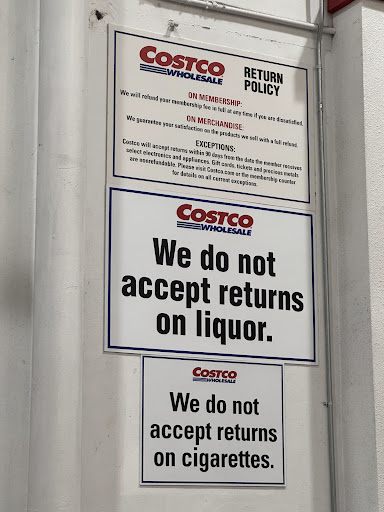 COSTCO
WHOLESALE
RETURN
POLICY
ON MEMBERSHIP:
We will refund your membership fee in full at any time if you are dissatisfied.
ON MERCHANDISE:
We guarantee your satisfaction on the products we sell with a full refund.
EXCEPTIONS:
Costco will accept returns within 90 days from the date the member receives
select electronics and appliances. Gift cards, tickets and precious metals
are nonrefundable. Please visit Costco.com or the membership counter
for details on all current exceptions.
COSTCO
WHOLESALE
We do not
accept returns
on liquor.
COSTCO
WHOLESALE
We do not
accept returns
on cigarettes.